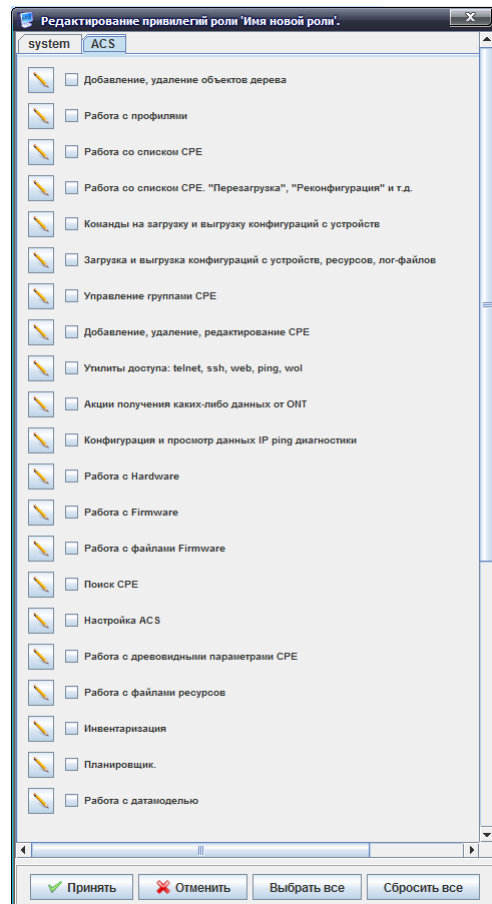 Редактирование привилегий роли 'Имя новой роли'.
system ACS
Добавление, удаление объектов дерева
Работа с профилями
Работа со списком CPE
Работа со списком CPE. "Перезагрузка", "Реконфигурация" и т.д.
Команды на загрузку и выгрузку конфигураций с устройств
Загрузка и выгрузка конфигураций с устройств, ресурсов, лог-файлов
Управление группами CPE
Добавление, удаление, редактирование CPE
Утилиты доступа: telnet, ssh, web, ping, wol
Акции получения каких-либо данных от ONT
Конфигурация и просмотр данных IP ping диагностики
Работа с Hardware
Работа с Firmware
Работа с файлами Firmware
Поиск CPE
Настройка ACS
Работа с древовидными параметрами CPE
Работа с файлами ресурсов
Инвентаризация
Планировщик.
Работа с датамоделью
Принять Отменить Выбрать все Сбросить все